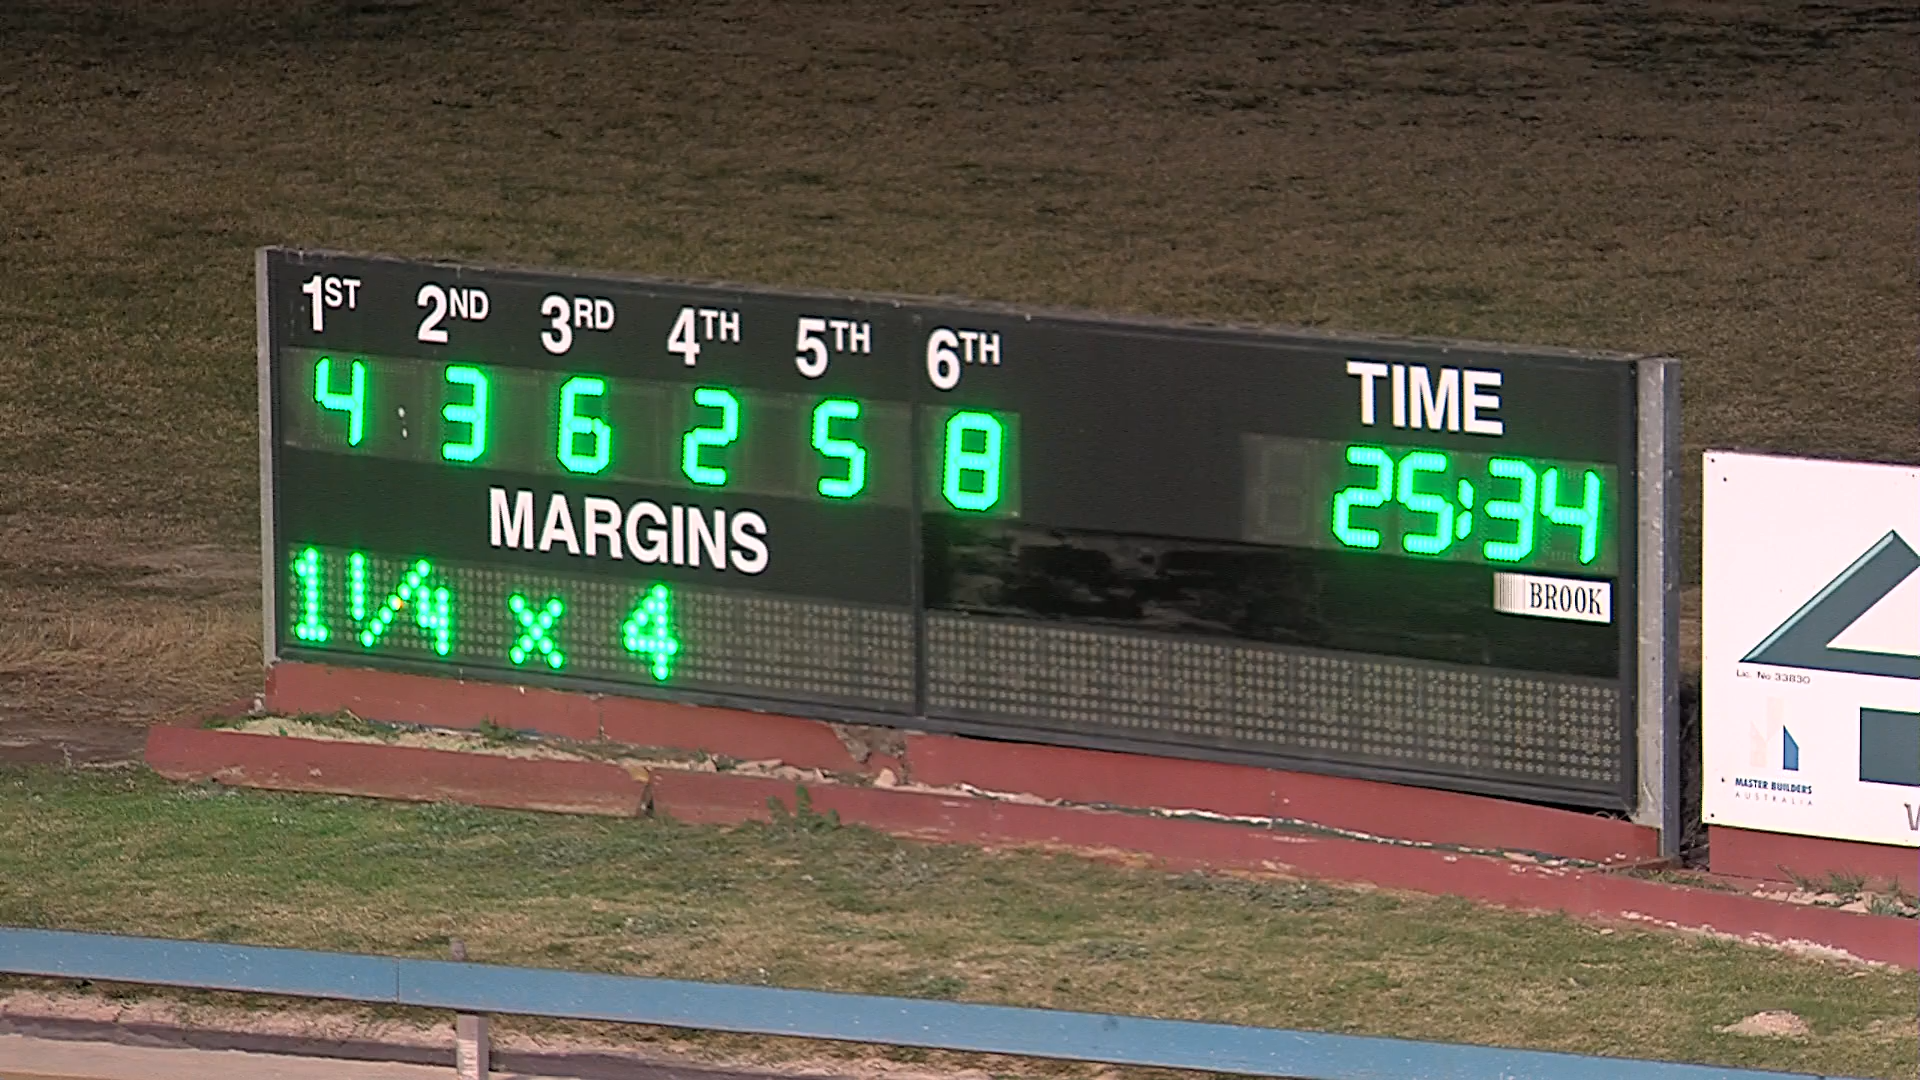 1ST 2ND 3RD 4TH 5TH 6TH
4 3 6 2 5 8
TIME
25:34
MARGINS
1 1/4 x 4
BROOK
Lic. No 33830
MASTER BUILDERS
AUSTRALIA